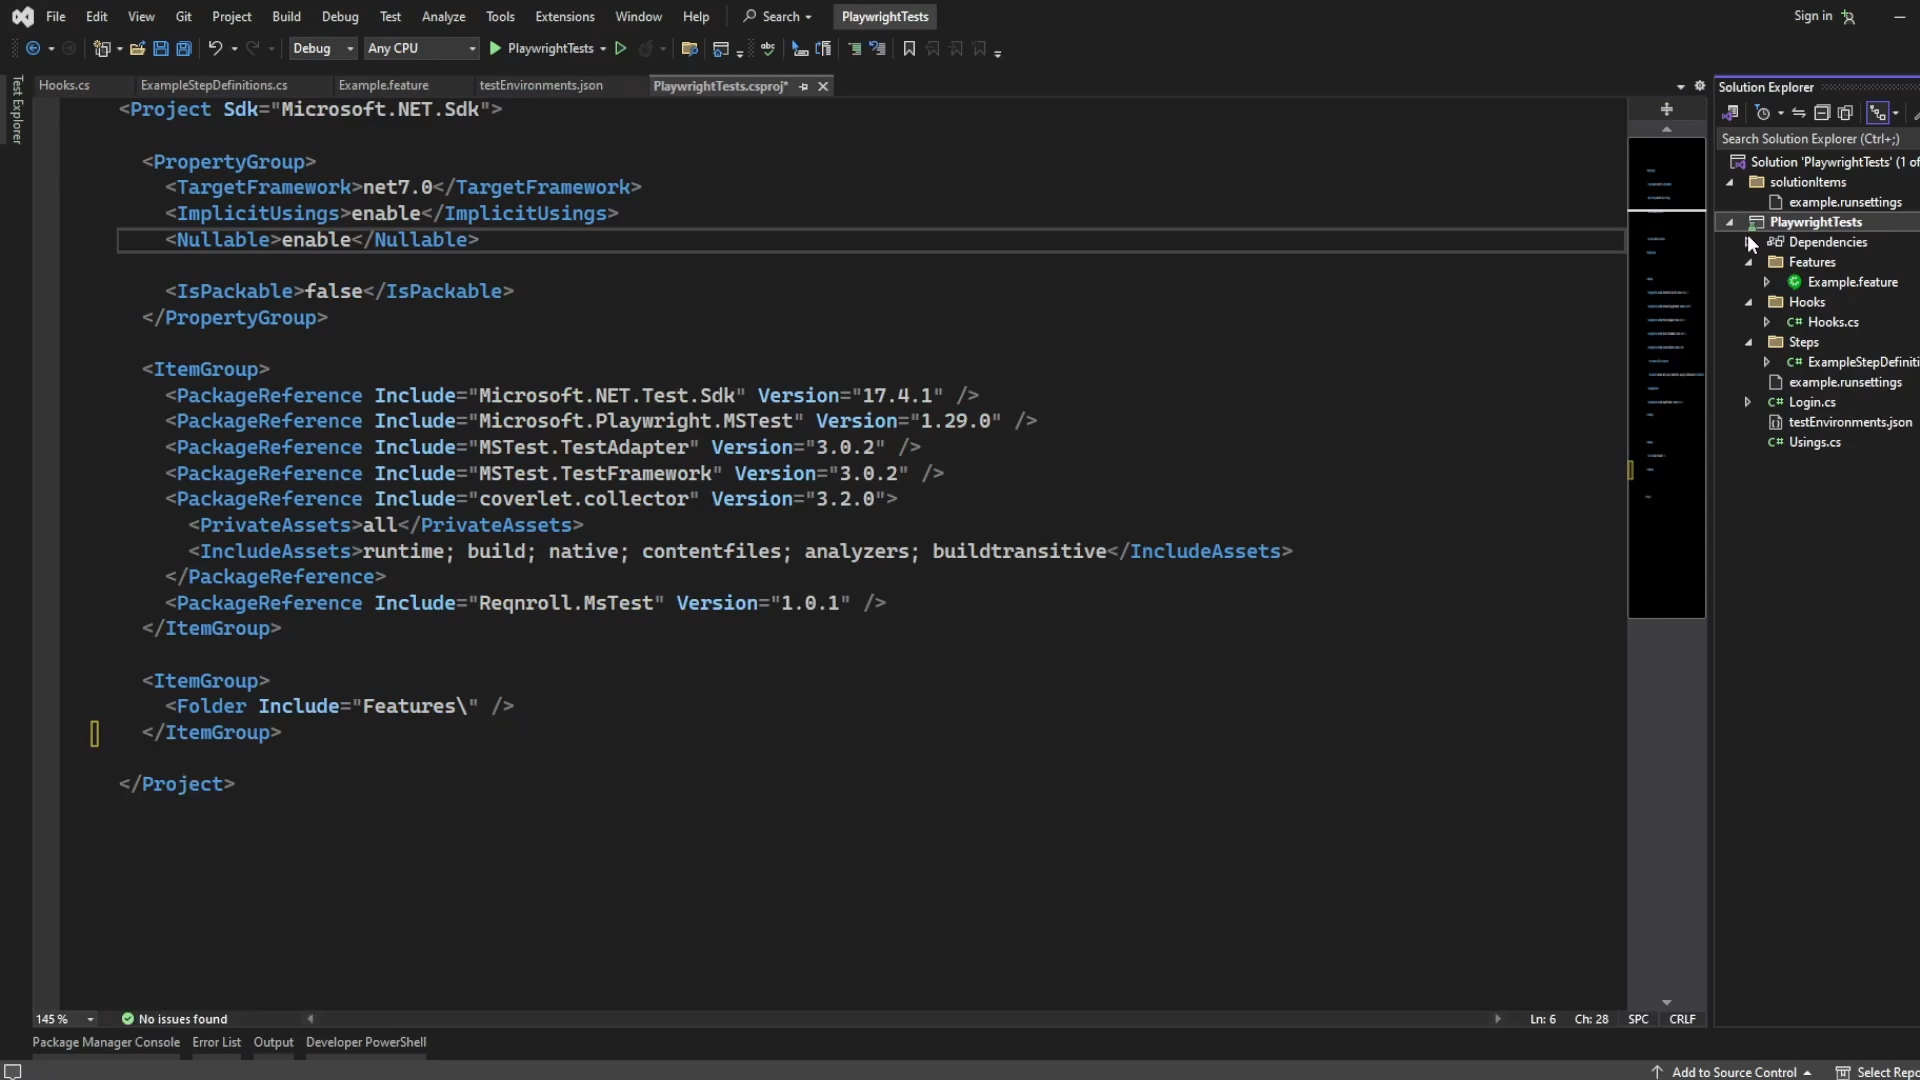 File Edit View Git Project Build Debug Test Analyze Tools Extensions Window Help Search PlaywrightTests Sign in
Debug Any CPU PlaywrightTests
Test Explorer
Hooks.cs ExampleStepDefinitions.cs Example.feature testEnvironments.json PlaywrightTests.csproj*
<Project Sdk="Microsoft.NET.Sdk">
<PropertyGroup>
<TargetFramework>net7.0</TargetFramework>
<ImplicitUsings>enable</ImplicitUsings>
<Nullable>enable</Nullable>
<IsPackable>false</IsPackable>
</PropertyGroup>
<ItemGroup>
<PackageReference Include="Microsoft.NET.Test.Sdk" Version="17.4.1" />
<PackageReference Include="Microsoft.Playwright.MSTest" Version="1.29.0" />
<PackageReference Include="MSTest.TestAdapter" Version="3.0.2" />
<PackageReference Include="MSTest.TestFramework" Version="3.0.2" />
<PackageReference Include="coverlet.collector" Version="3.2.0">
<PrivateAssets>all</PrivateAssets>
<IncludeAssets>runtime; build; native; contentfiles; analyzers; buildtransitive</IncludeAssets>
</PackageReference>
<PackageReference Include="Reqnroll.MsTest" Version="1.0.1" />
</ItemGroup>
<ItemGroup>
<Folder Include="Features\" />
</ItemGroup>
</Project>
Solution Explorer
Search Solution Explorer (Ctrl+;)
Solution 'PlaywrightTests' (1 of
solutionItems
example.runsettings
PlaywrightTests
Dependencies
Features
Example.feature
Hooks
C# Hooks.cs
Steps
C# ExampleStepDefiniti
example.runsettings
C# Login.cs
testEnvironments.json
C# Usings.cs
145 % No issues found Ln: 6 Ch: 28 SPC CRLF
Package Manager Console Error List Output Developer PowerShell
Add to Source Control Select Repo